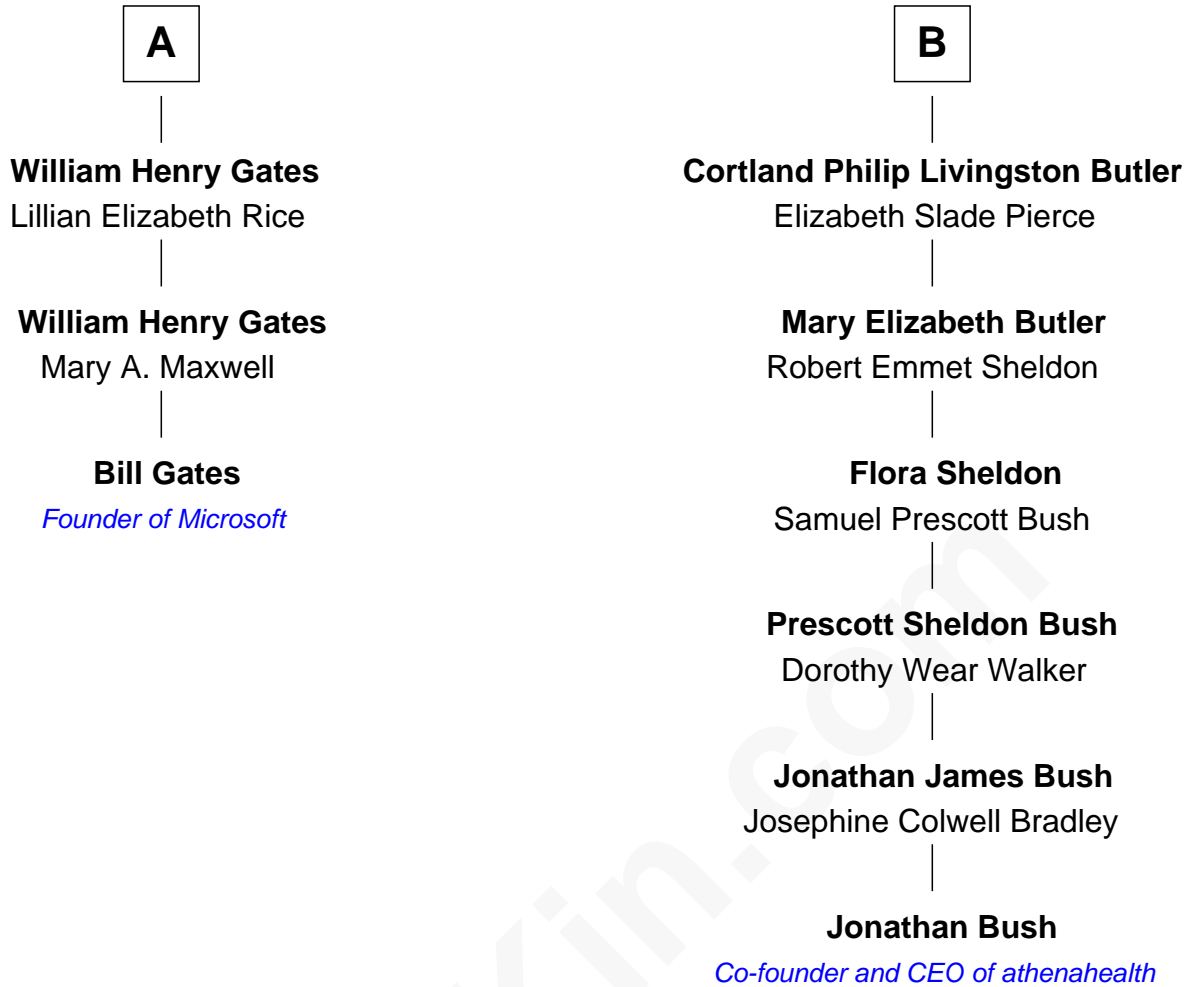 A
William Henry Gates
Lillian Elizabeth Rice
William Henry Gates
Mary A. Maxwell
Bill Gates
Founder of Microsoft
B
Cortland Philip Livingston Butler
Elizabeth Slade Pierce
Mary Elizabeth Butler
Robert Emmet Sheldon
Flora Sheldon
Samuel Prescott Bush
Prescott Sheldon Bush
Dorothy Wear Walker
Jonathan James Bush
Josephine Colwell Bradley
Jonathan Bush
Co-founder and CEO of athenahealth